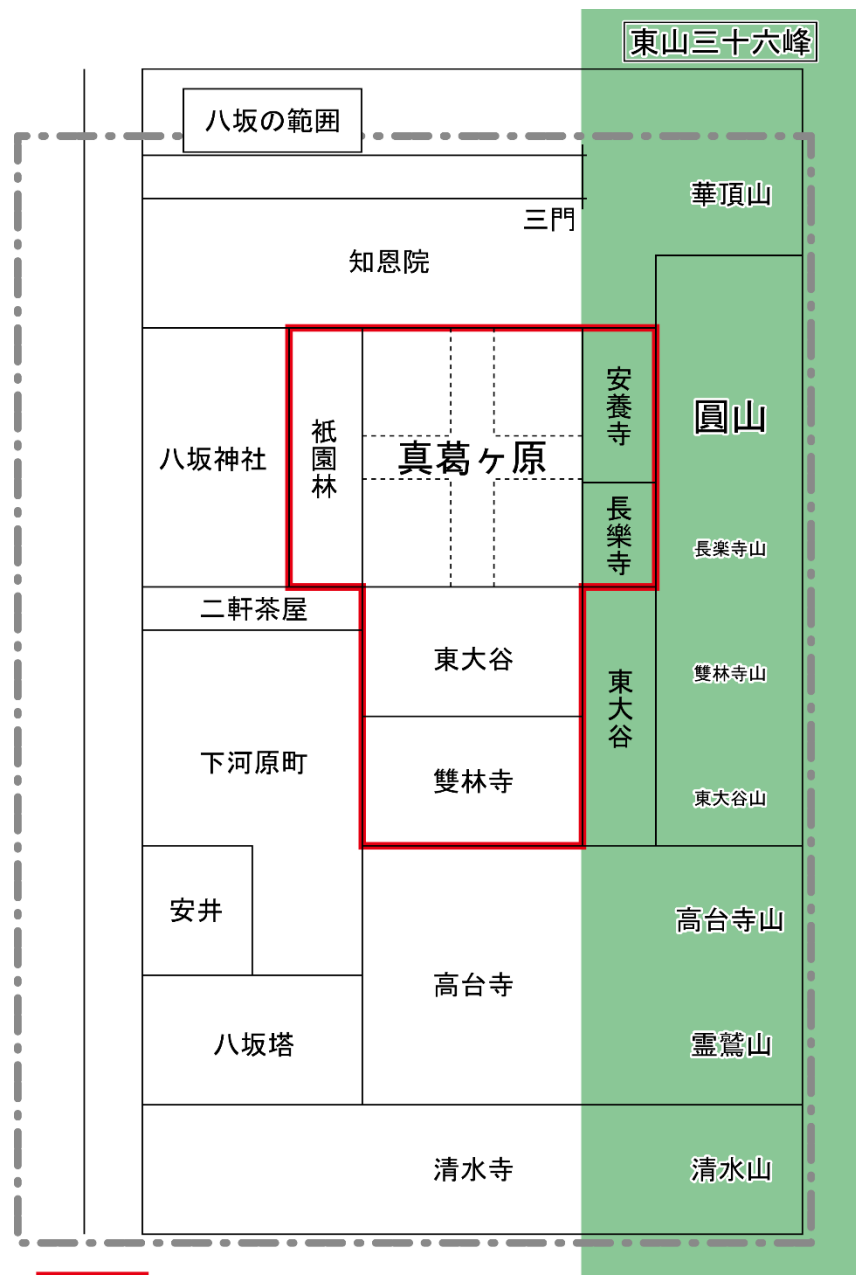 東山三十六峰
八坂の範囲
華頂山
三門
知恩院
安養寺
圓山
祇園林
真葛ヶ原
八坂神社
長樂寺
長楽寺山
二軒茶屋
東大谷
東大谷
雙林寺山
下河原町
雙林寺
東大谷山
安井
高台寺山
高台寺
八坂塔
霊鷲山
清水寺
清水山